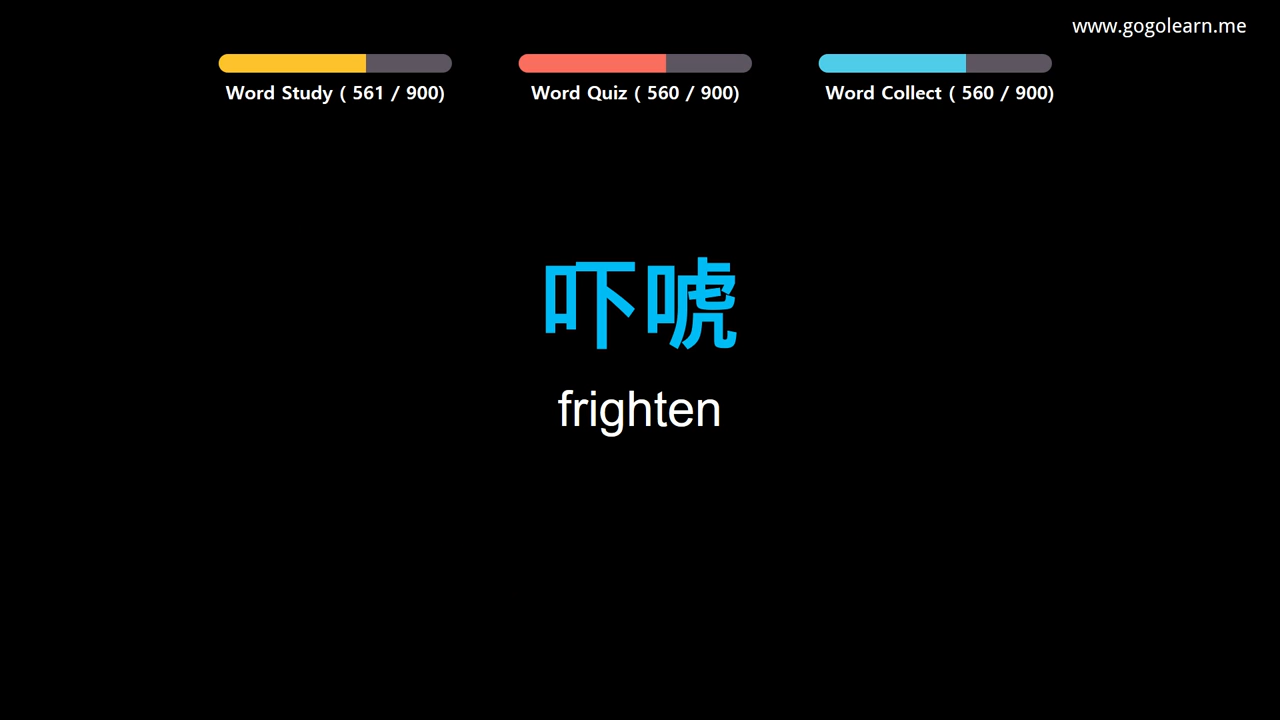 www.gogolearn.me
Word Study ( 561 / 900)
Word Quiz ( 560 / 900)
Word Collect ( 560 / 900)
吓唬
frighten